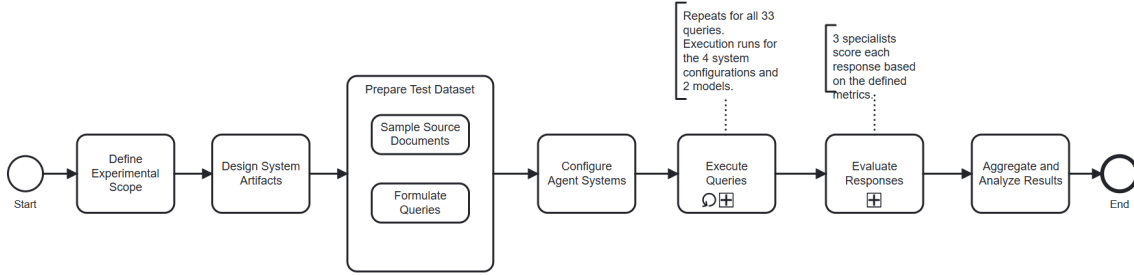 Start
Define
Experimental
Scope
Design System
Artifacts
Prepare Test Dataset
Sample Source
Documents
Formulate
Queries
Configure
Agent Systems
Repeats for all 33
queries.
Execution runs for
the 4 system
configurations and
2 models.
Execute
Queries
3 specialists
score each
response based
on the defined
metrics.
Evaluate
Responses
Aggregate and
Analyze Results
End